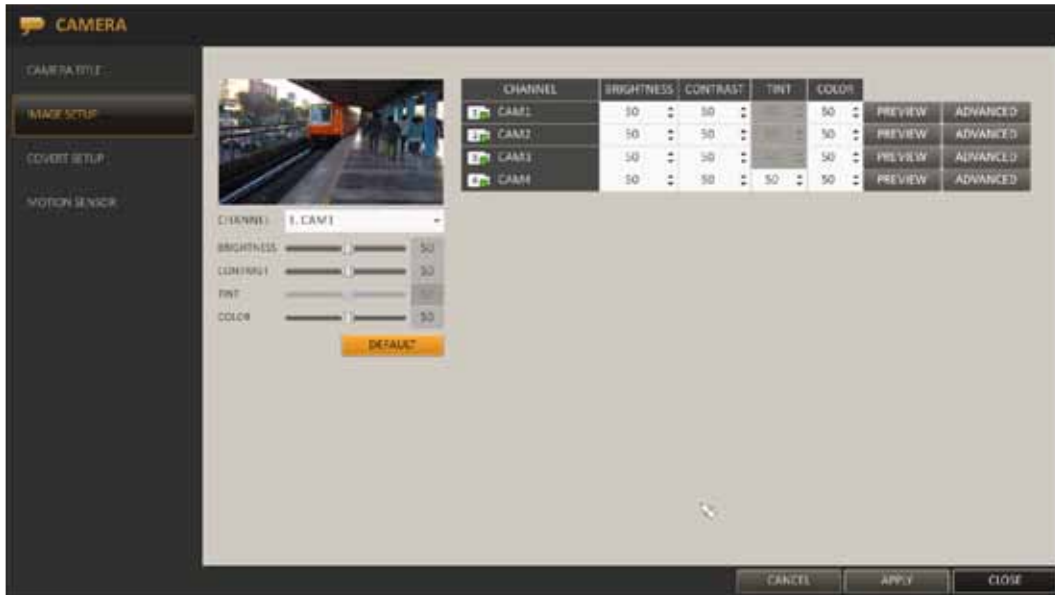 CAMERA
CAMERA TITLE
IMAGE SETUP
COVERT SETUP
MOTION SENSOR
CHANNEL BRIGHTNESS CONTRAST TINT COLOR
CAM1 50 50 50 PREVIEW ADVANCED
CAM2 50 50 50 PREVIEW ADVANCED
CAM3 50 50 50 PREVIEW ADVANCED
CAM4 50 50 50 50 PREVIEW ADVANCED
CHANNEL 1. CAM1
BRIGHTNESS 50
CONTRAST 50
TINT
COLOR 50
DEFAULT
CANCEL APPLY CLOSE